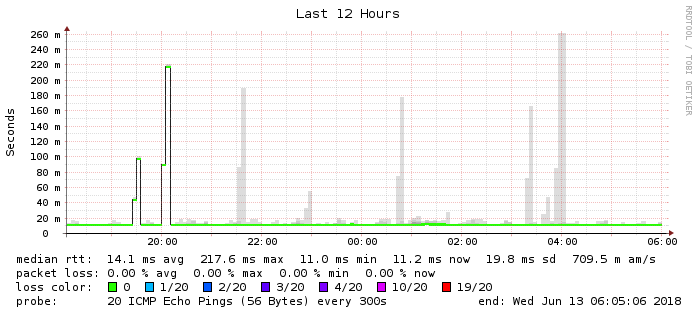 Last 12 Hours
RRDTOOL / TOBI OETIKER
Seconds
260 m
240 m
220 m
200 m
180 m
160 m
140 m
120 m
100 m
80 m
60 m
40 m
20 m
0
20:00 22:00 00:00 02:00 04:00 06:00
median rtt: 14.1 ms avg 217.6 ms max 11.0 ms min 11.2 ms now 19.8 ms sd 709.5 m am/s
packet loss: 0.00 % avg 0.00 % max 0.00 % min 0.00 % now
loss color: 0 1/20 2/20 3/20 4/20 10/20 19/20
probe: 20 ICMP Echo Pings (56 Bytes) every 300s end: Wed Jun 13 06:05:06 2018